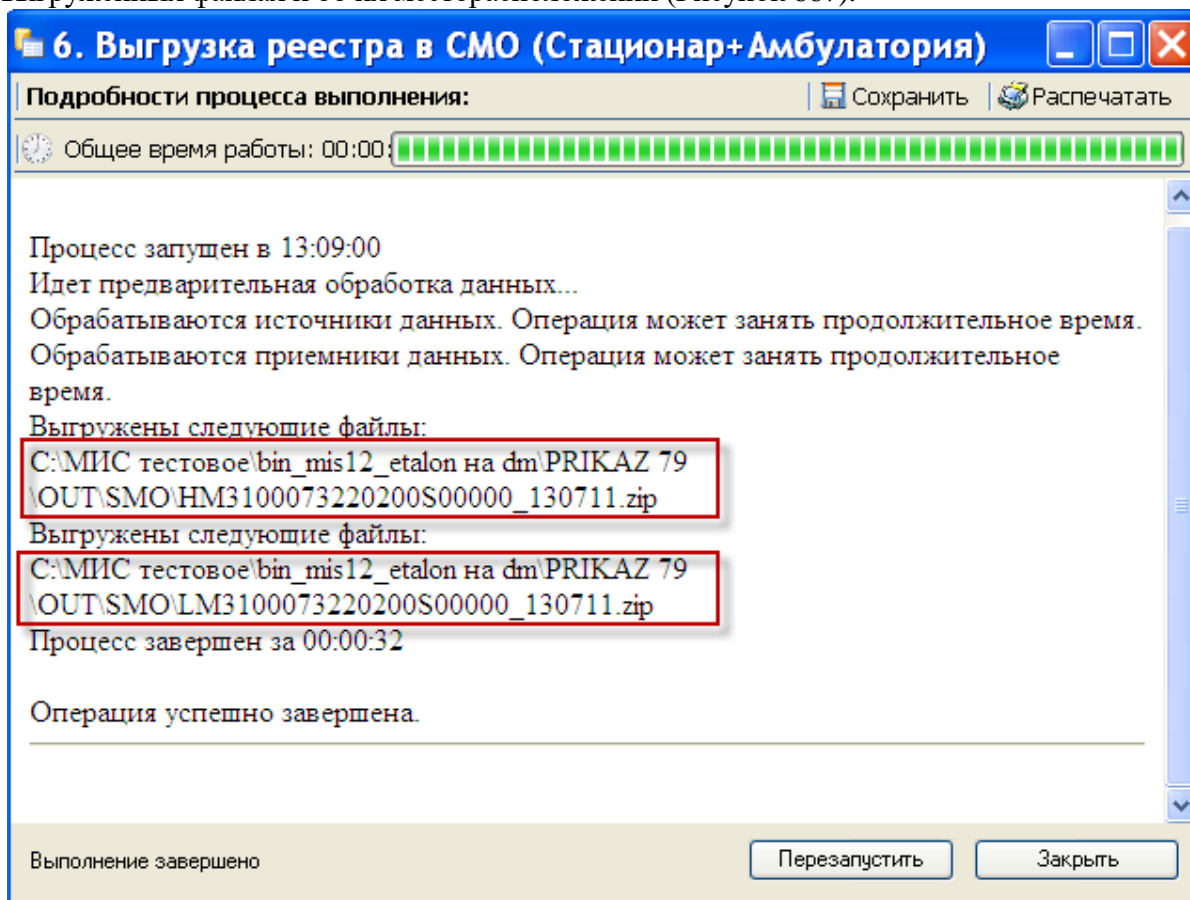 файлах и
6. Выгрузка реестра в СМО (Стационар+Амбулатория)
Подробности процесса выполнения: Сохранить Распечатать
Общее время работы: 00:00:
Процесс запущен в 13:09:00
Идет предварительная обработка данных...
Обрабатываются источники данных. Операция может занять продолжительное время.
Обрабатываются приемники данных. Операция может занять продолжительное
время.
Выгружены следующие файлы:
C:\МИС тестовое\bin_mis12_etalon на dm\PRIKAZ 79
\OUT\SMO\HM3100073220200S00000_130711.zip
Выгружены следующие файлы:
C:\МИС тестовое\bin_mis12_etalon на dm\PRIKAZ 79
\OUT\SMO\LM3100073220200S00000_130711.zip
Процесс завершен за 00:00:32
Операция успешно завершена.
Выполнение завершено Перезапустить Закрыть